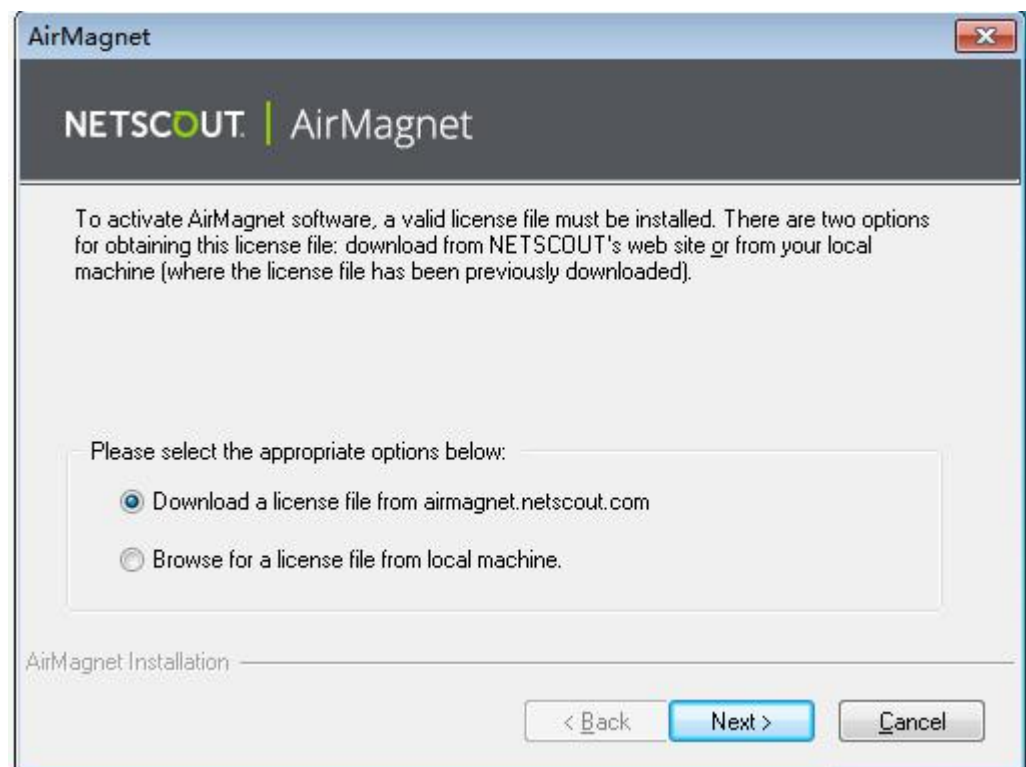 AirMagnet
NETSCOUT. | AirMagnet
To activate AirMagnet software, a valid license file must be installed. There are two options
for obtaining this license file: download from NETSCOUT's web site or from your local
machine (where the license file has been previously downloaded).
Please select the appropriate options below:
Download a license file from airmagnet.netscout.com
Browse for a license file from local machine.
AirMagnet Installation
< Back Next > Cancel